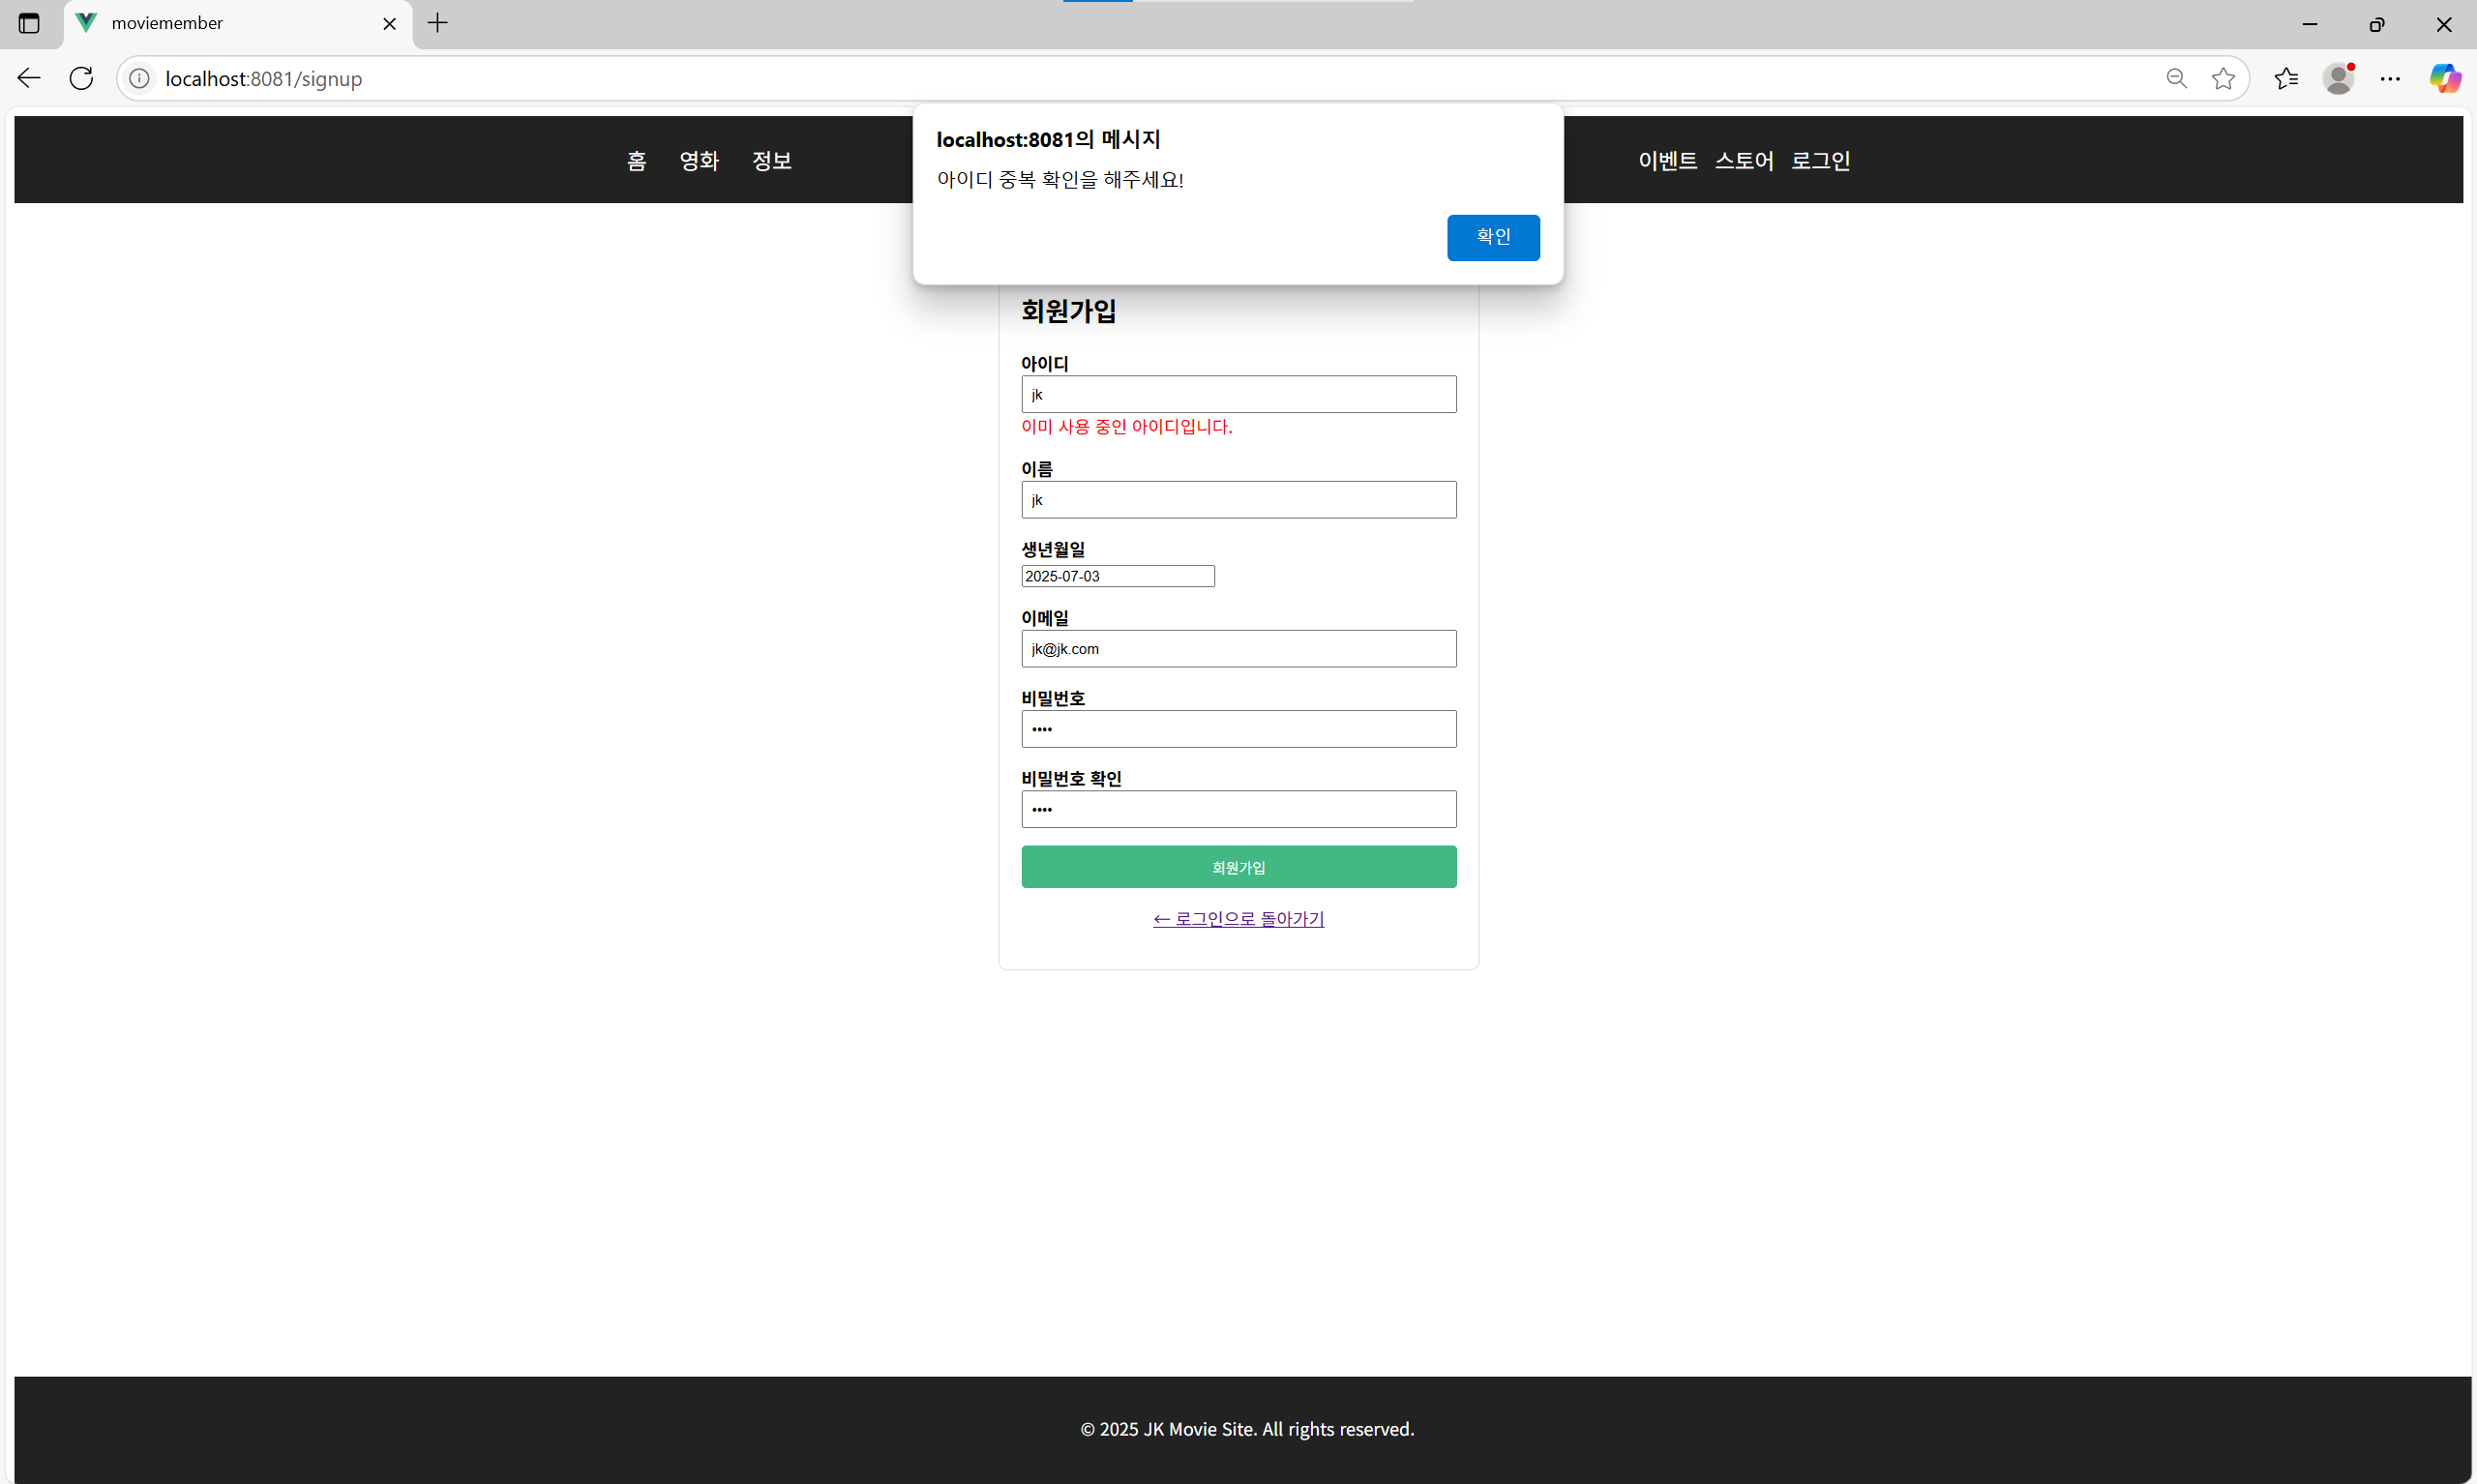 moviemember
localhost:8081/signup
홈 영화 정보
이벤트 스토어 로그인
localhost:8081의 메시지
아이디 중복 확인을 해주세요!
확인
회원가입
아이디
jk
이미 사용 중인 아이디입니다.
이름
jk
생년월일
2025-07-03
이메일
jk@jk.com
비밀번호
••••
비밀번호 확인
••••
회원가입
← 로그인으로 돌아가기
© 2025 JK Movie Site. All rights reserved.